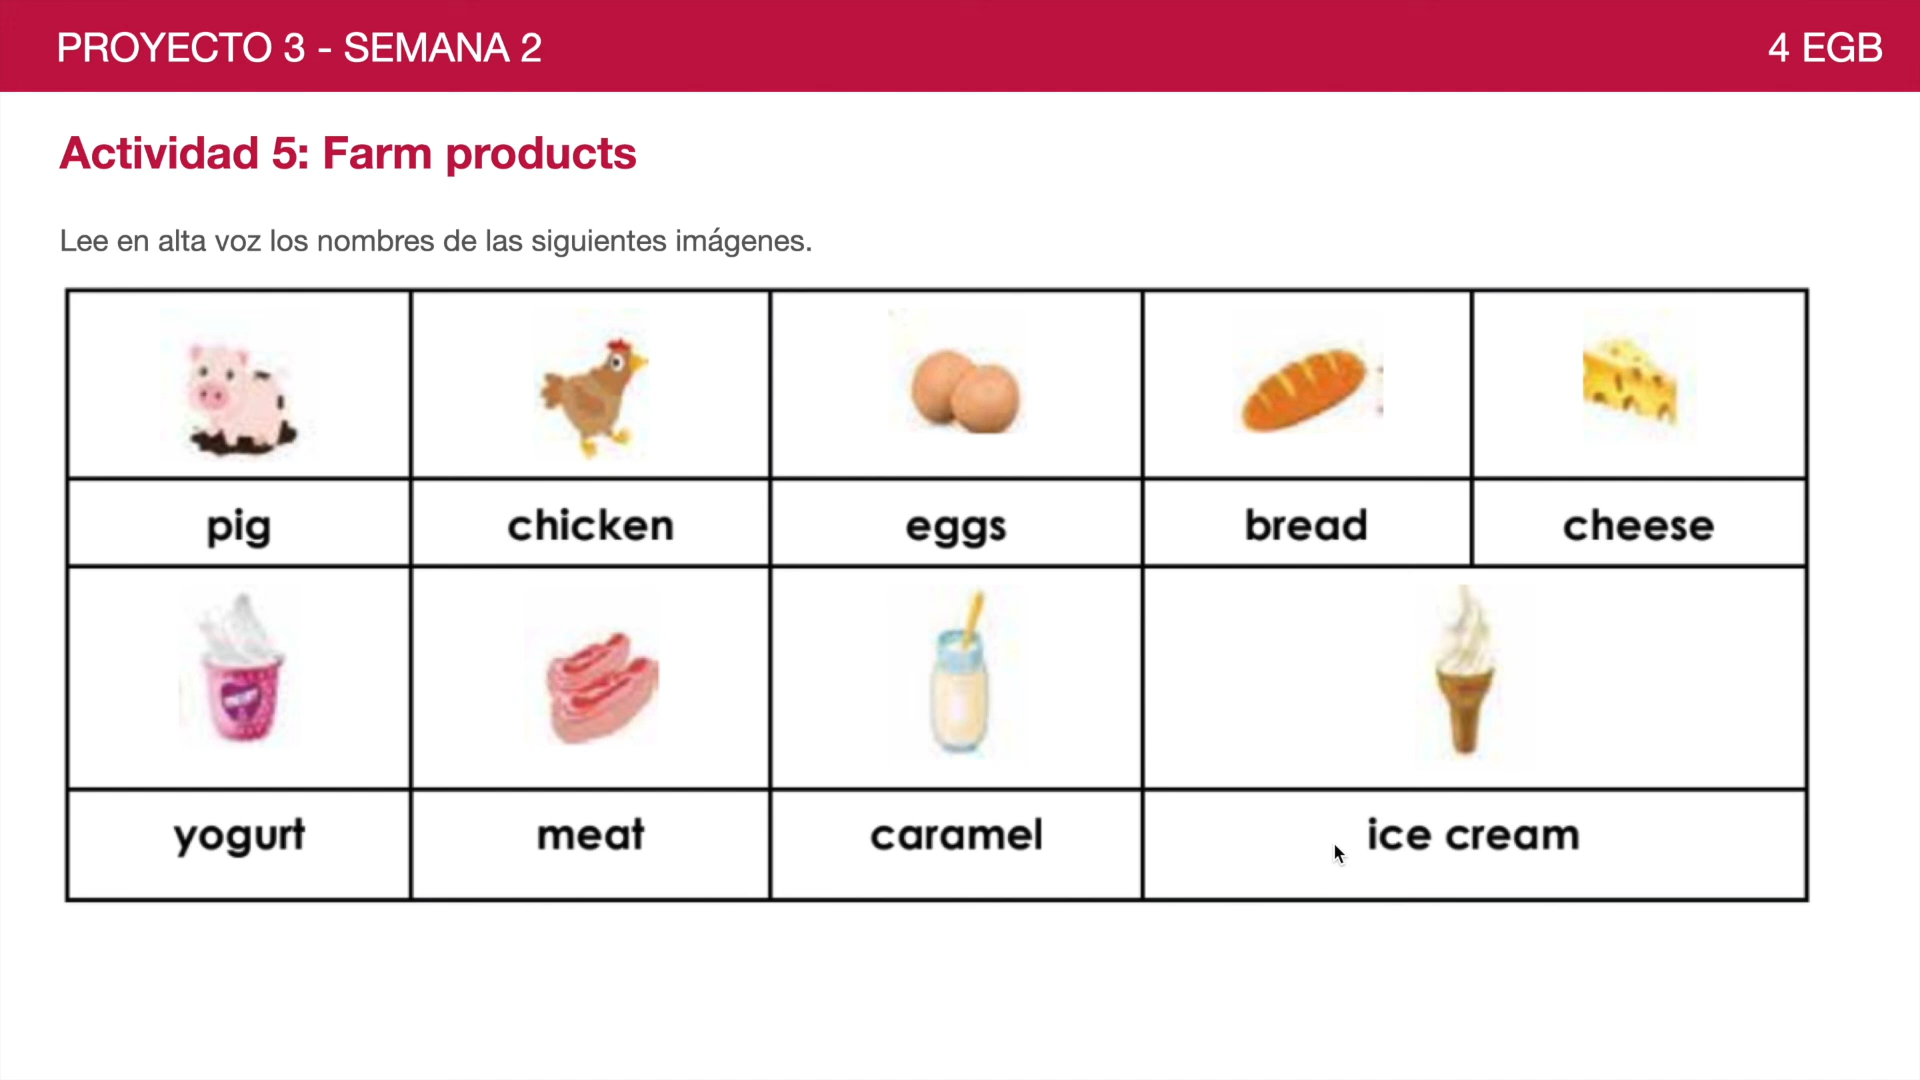 PROYECTO 3 - SEMANA 2
4 EGB
Actividad 5: Farm products
Lee en alta voz los nombres de las siguientes imágenes.
pig
chicken
eggs
bread
cheese
yogurt
meat
caramel
ice cream